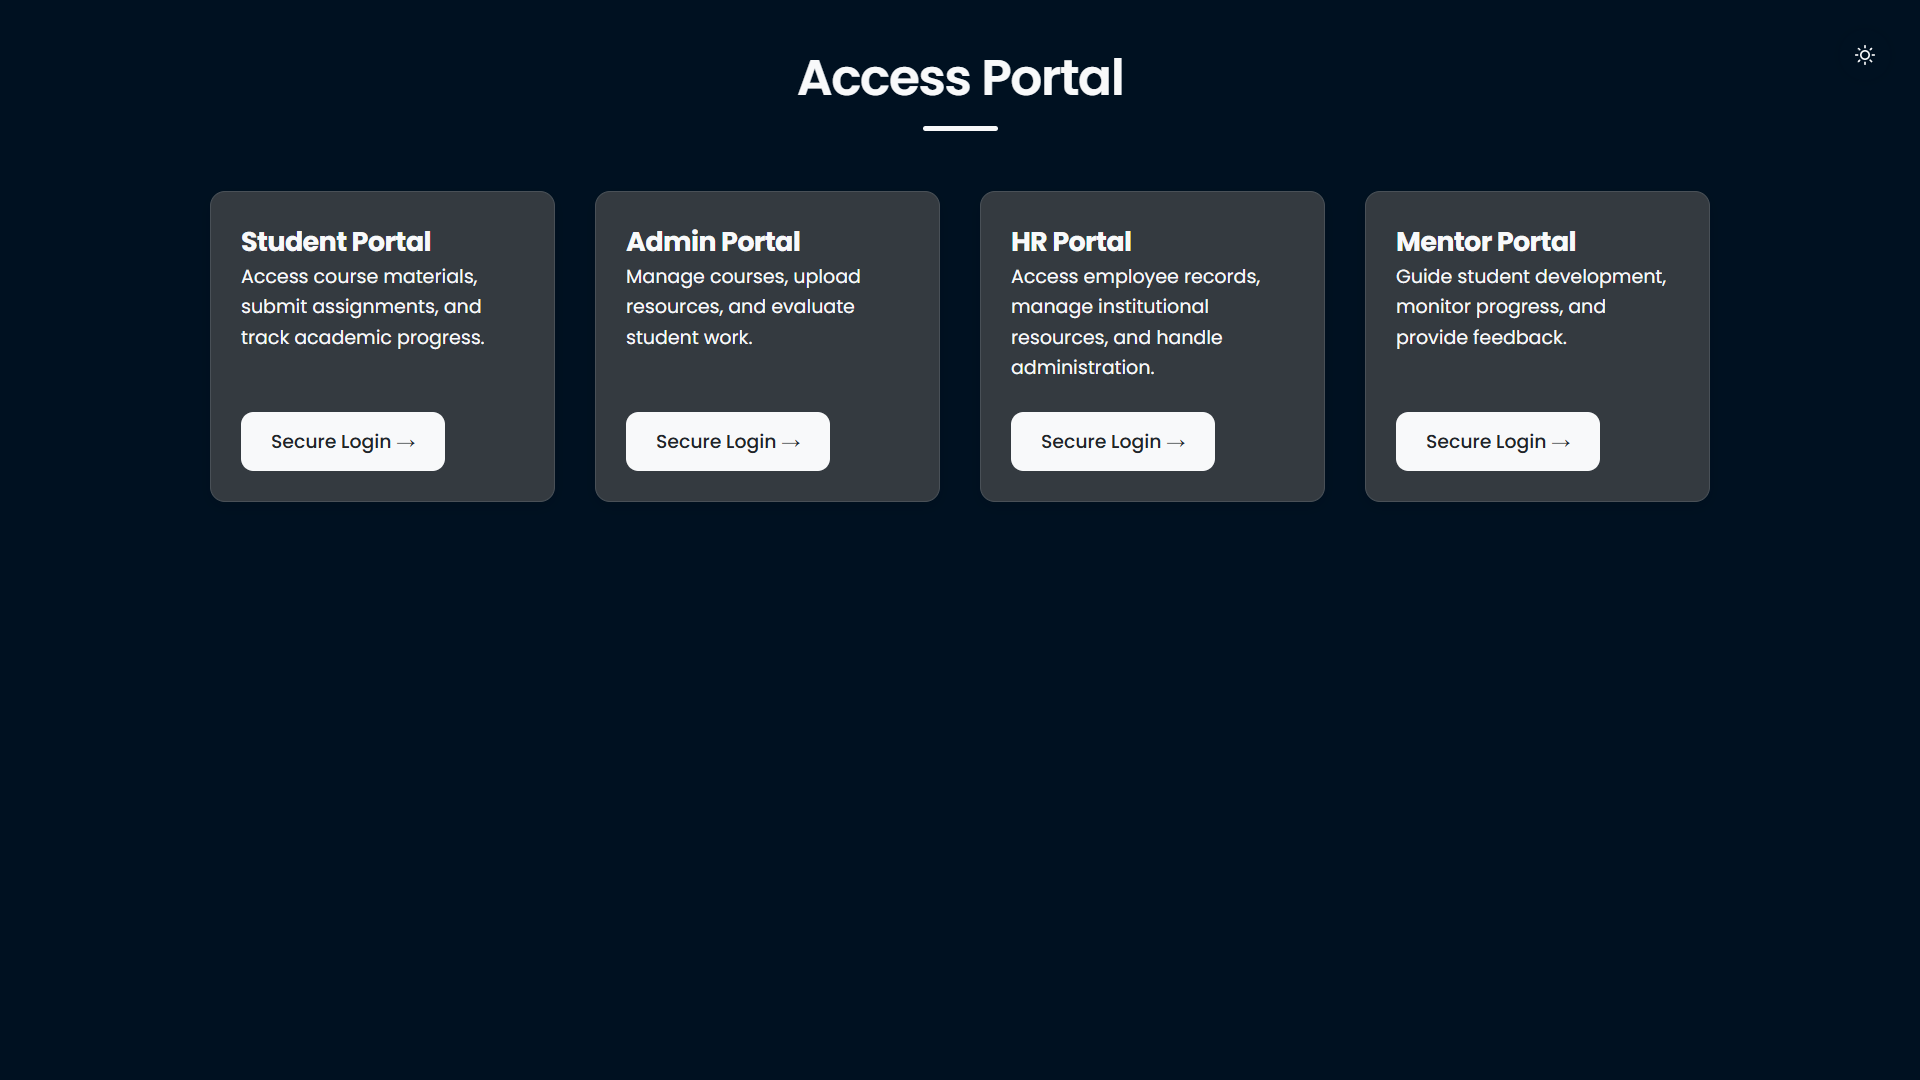 Access Portal
Student Portal
Access course materials,
submit assignments, and
track academic progress.
Secure Login →
Admin Portal
Manage courses, upload
resources, and evaluate
student work.
Secure Login →
HR Portal
Access employee records,
manage institutional
resources, and handle
administration.
Secure Login →
Mentor Portal
Guide student development,
monitor progress, and
provide feedback.
Secure Login →